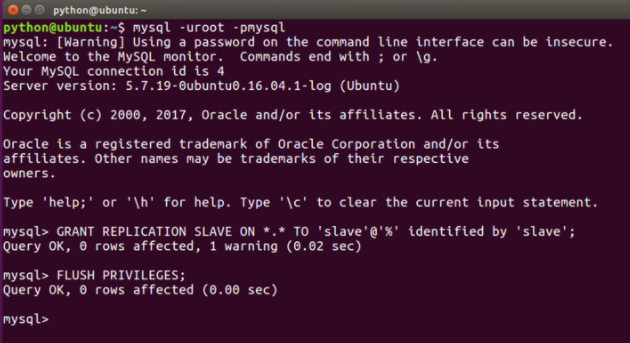 python@ubuntu: ~
python@ubuntu:~$ mysql -uroot -pmysql
mysql: [Warning] Using a password on the command line interface can be insecure.
Welcome to the MySQL monitor.  Commands end with ; or \g.
Your MySQL connection id is 4
Server version: 5.7.19-0ubuntu0.16.04.1-log (Ubuntu)
Copyright (c) 2000, 2017, Oracle and/or its affiliates. All rights reserved.
Oracle is a registered trademark of Oracle Corporation and/or its
affiliates. Other names may be trademarks of their respective
owners.
Type 'help;' or '\h' for help. Type '\c' to clear the current input statement.
mysql> GRANT REPLICATION SLAVE ON *.* TO 'slave'@'%' identified by 'slave';
Query OK, 0 rows affected, 1 warning (0.02 sec)
mysql> FLUSH PRIVILEGES;
Query OK, 0 rows affected (0.00 sec)
mysql>